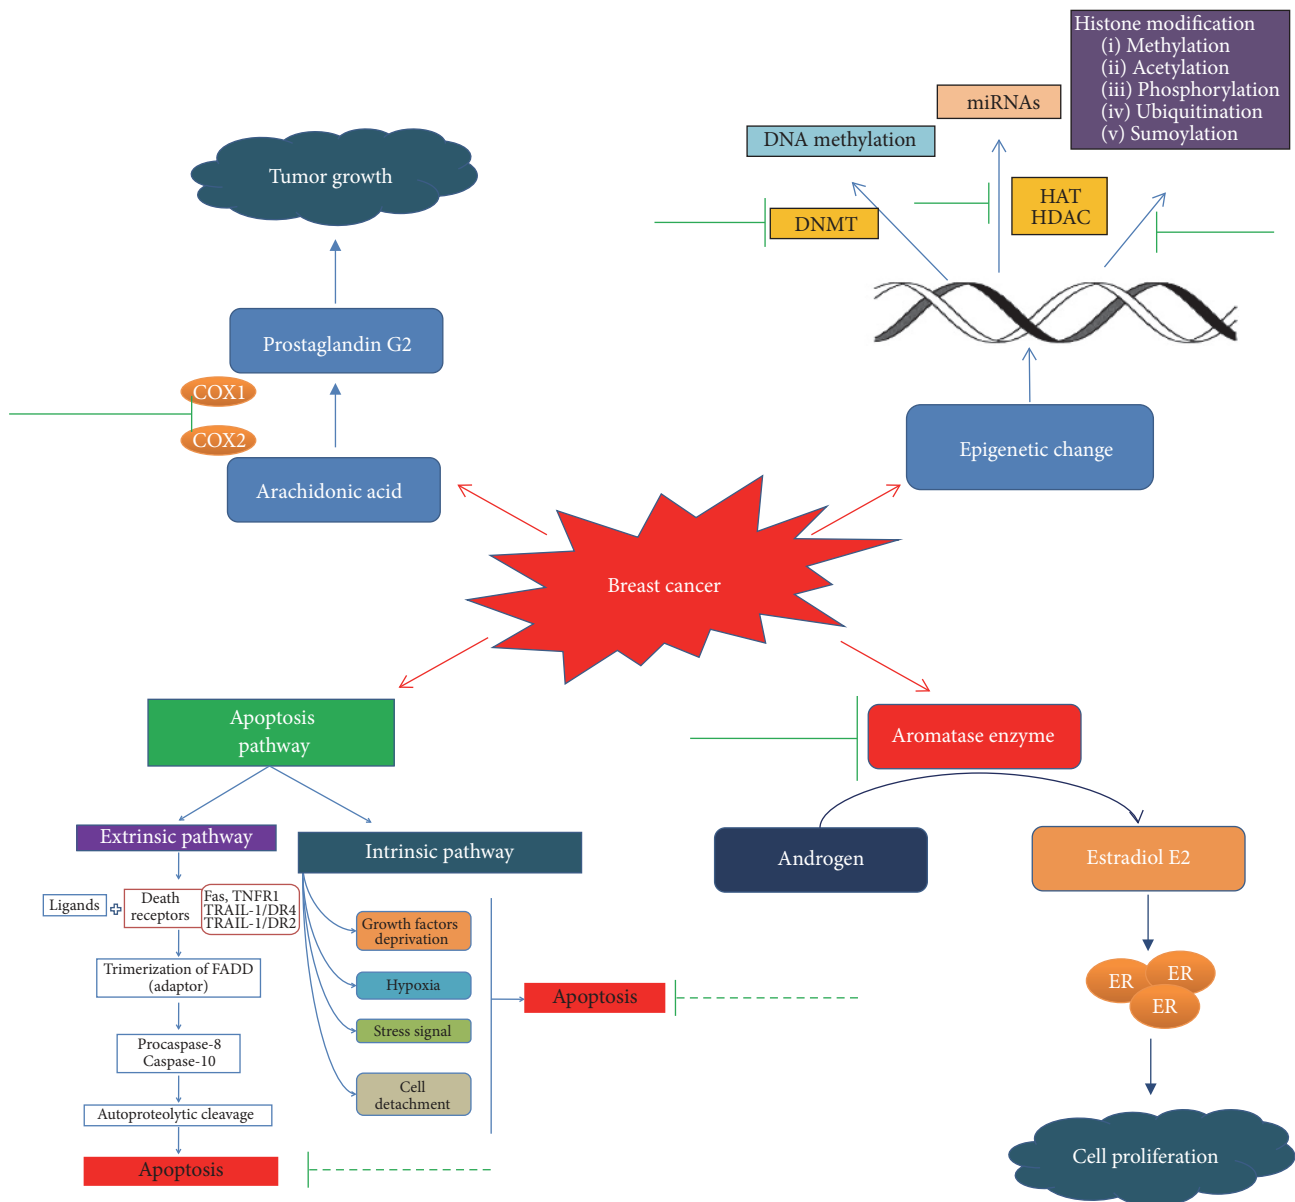 Histone modification
(i) Methylation
(ii) Acetylation
(iii) Phosphorylation
(iv) Ubiquitination
(v) Sumoylation
miRNAs
DNA methylation
HAT
HDAC
DNMT
Tumor growth
Prostaglandin G2
COX1
COX2
Arachidonic acid
Epigenetic change
Breast cancer
Apoptosis
pathway
Aromatase enzyme
Extrinsic pathway
Intrinsic pathway
Androgen
Estradiol E2
Ligands
Death
receptors
Fas, TNFR1
TRAIL-1/DR4
TRAIL-1/DR2
Trimerization of FADD
(adaptor)
Procaspase-8
Caspase-10
Autoproteolytic cleavage
Apoptosis
Growth factors
deprivation
Hypoxia
Stress signal
Cell
detachment
Apoptosis
ER
ER
ER
Cell proliferation